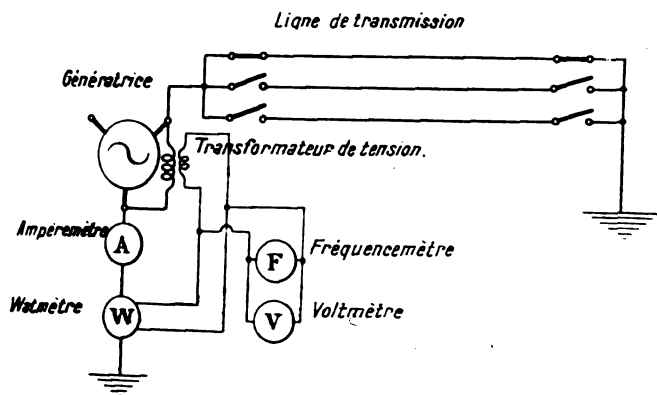 Ligne de transmission
Génératrice
Transformateur de tension.
Ampèremètre
A
F
Fréquencemètre
Watmètre
W
V
Voltmètre